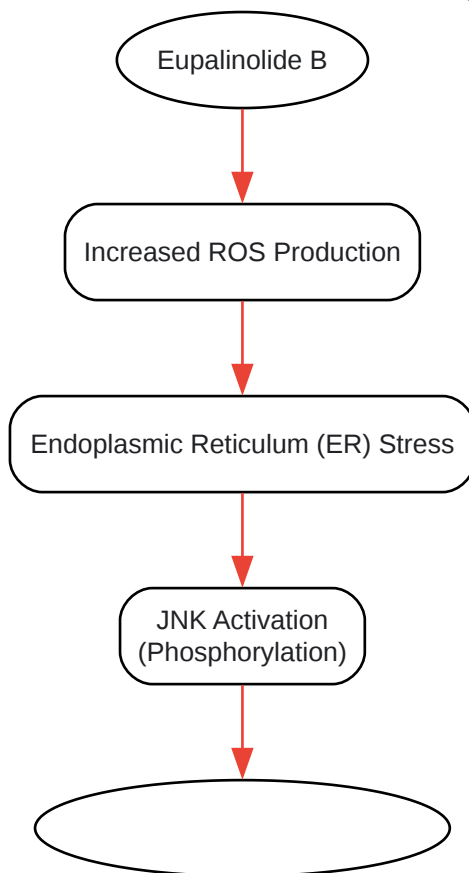 Eupalinolide B
Increased ROS Production
Endoplasmic Reticulum (ER) Stress
JNK Activation
(Phosphorylation)